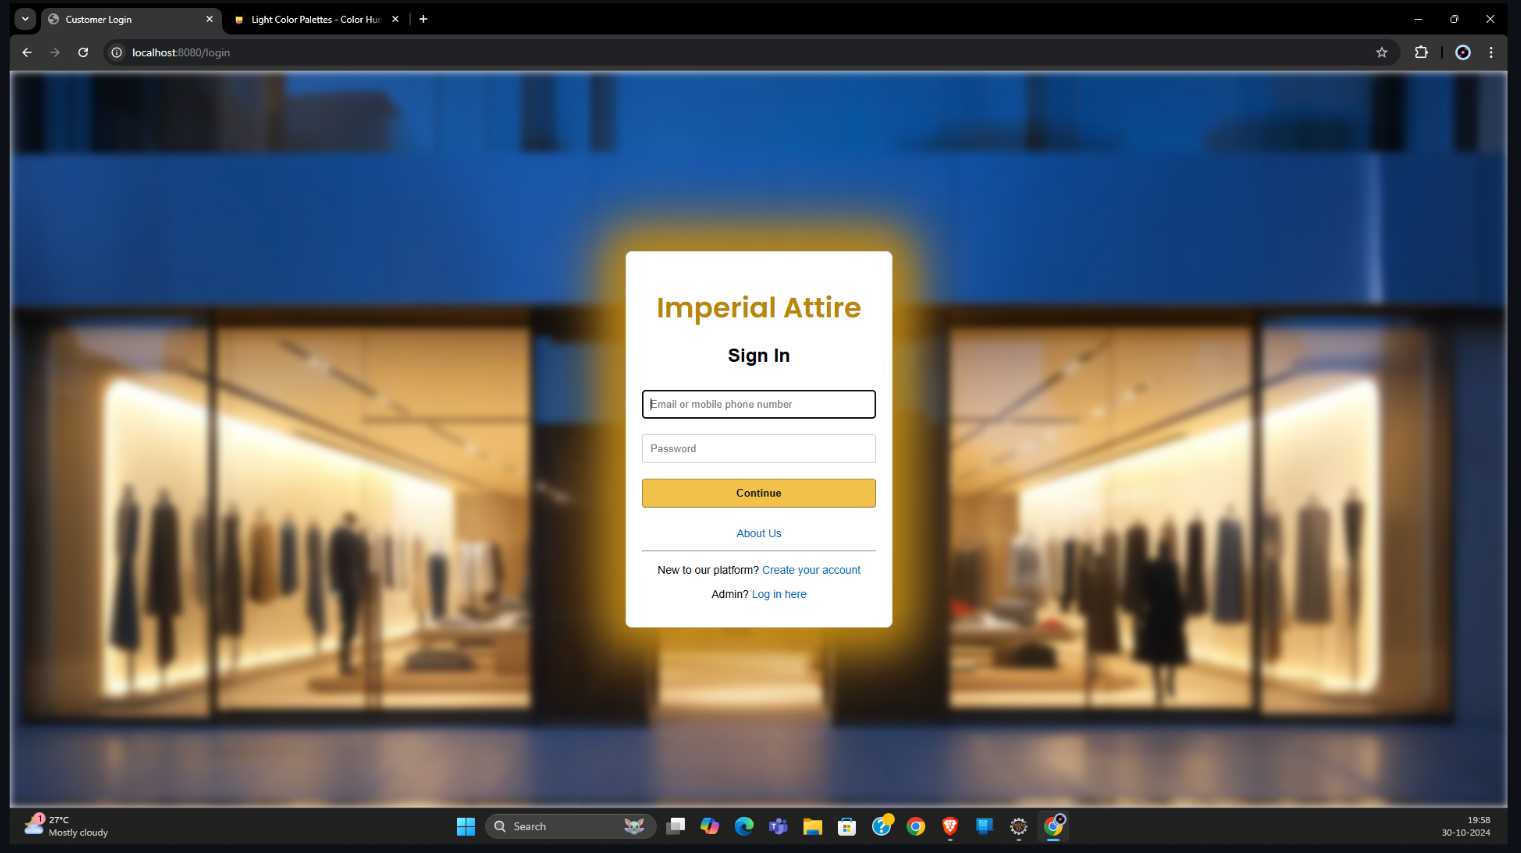 Customer Login
Light Color Palettes - Color Hun
localhost:8080/login
Imperial Attire
Sign In
Email or mobile phone number
Password
Continue
About Us
New to our platform? Create your account
Admin? Log in here
1
27°C
Mostly cloudy
Search
19:58
30-10-2024